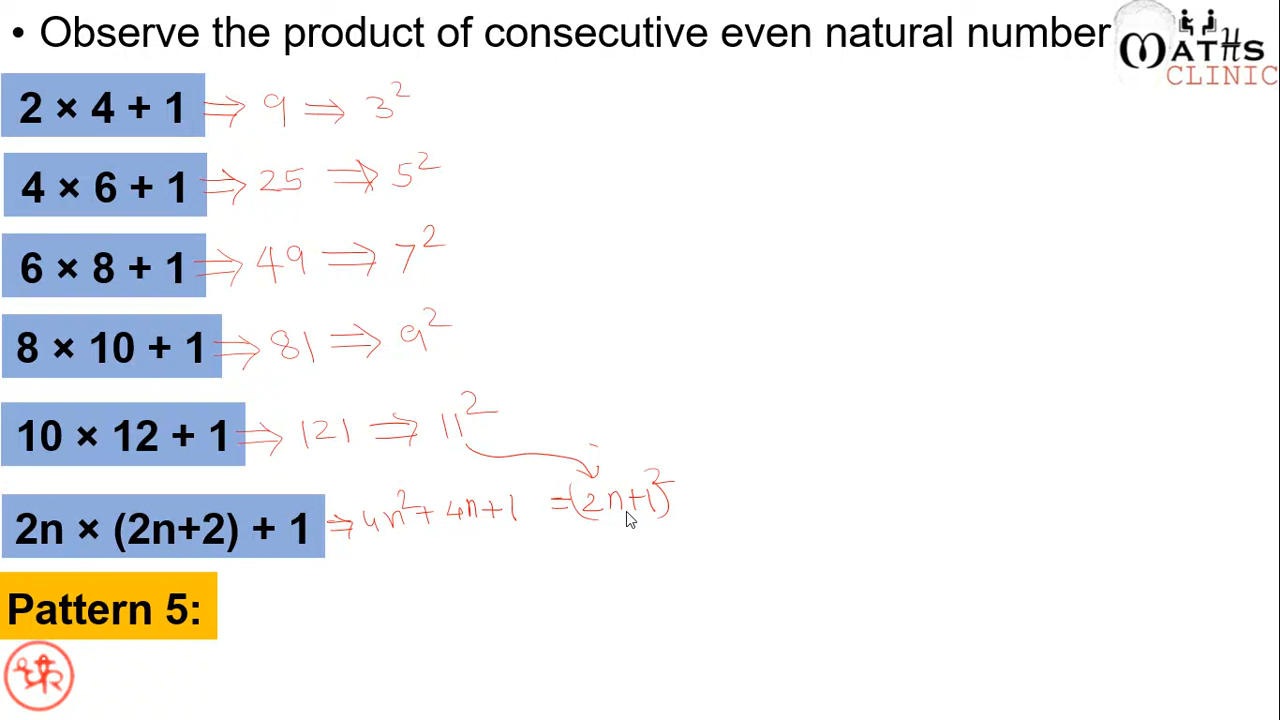 • Observe the product of consecutive even natural number
MATHS
CLINIC
2 × 4 + 1 ⇒ 9 ⇒ 3²
4 × 6 + 1 ⇒ 25 ⇒ 5²
6 × 8 + 1 ⇒ 49 ⇒ 7²
8 × 10 + 1 ⇒ 81 ⇒ 9²
10 × 12 + 1 ⇒ 121 ⇒ 11²
2n × (2n+2) + 1 ⇒ 4n² + 4n + 1 = (2n+1)²
Pattern 5: